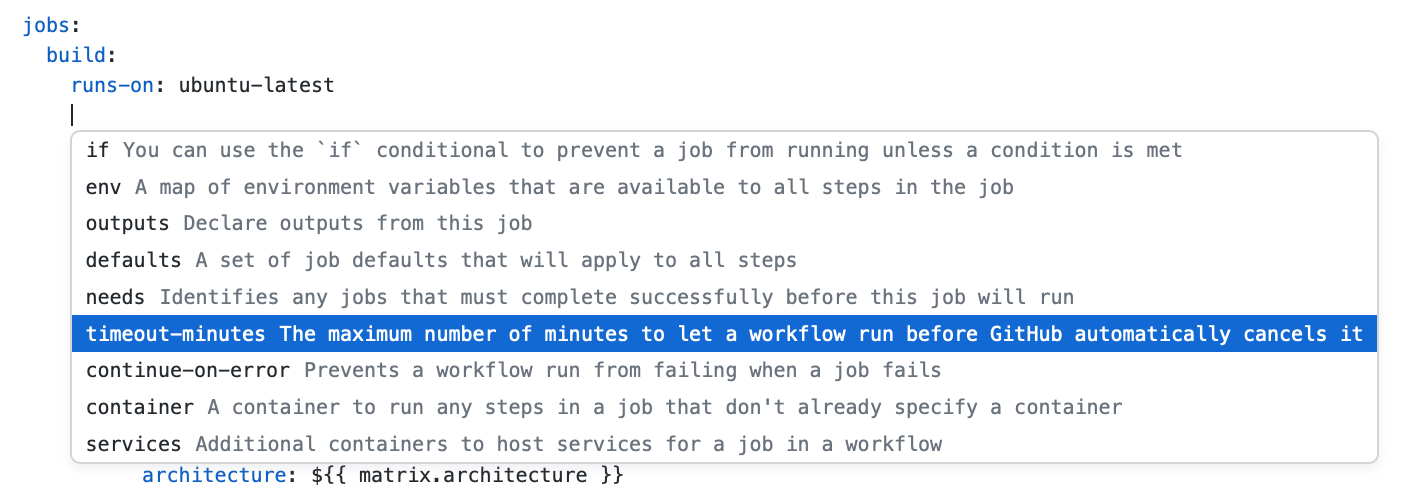 jobs:
build:
runs-on: ubuntu-latest
if You can use the `if` conditional to prevent a job from running unless a condition is met
env A map of environment variables that are available to all steps in the job
outputs Declare outputs from this job
defaults A set of job defaults that will apply to all steps
needs Identifies any jobs that must complete successfully before this job will run
timeout-minutes The maximum number of minutes to let a workflow run before GitHub automatically cancels it
continue-on-error Prevents a workflow run from failing when a job fails
container A container to run any steps in a job that don't already specify a container
services Additional containers to host services for a job in a workflow
architecture: ${{ matrix.architecture }}